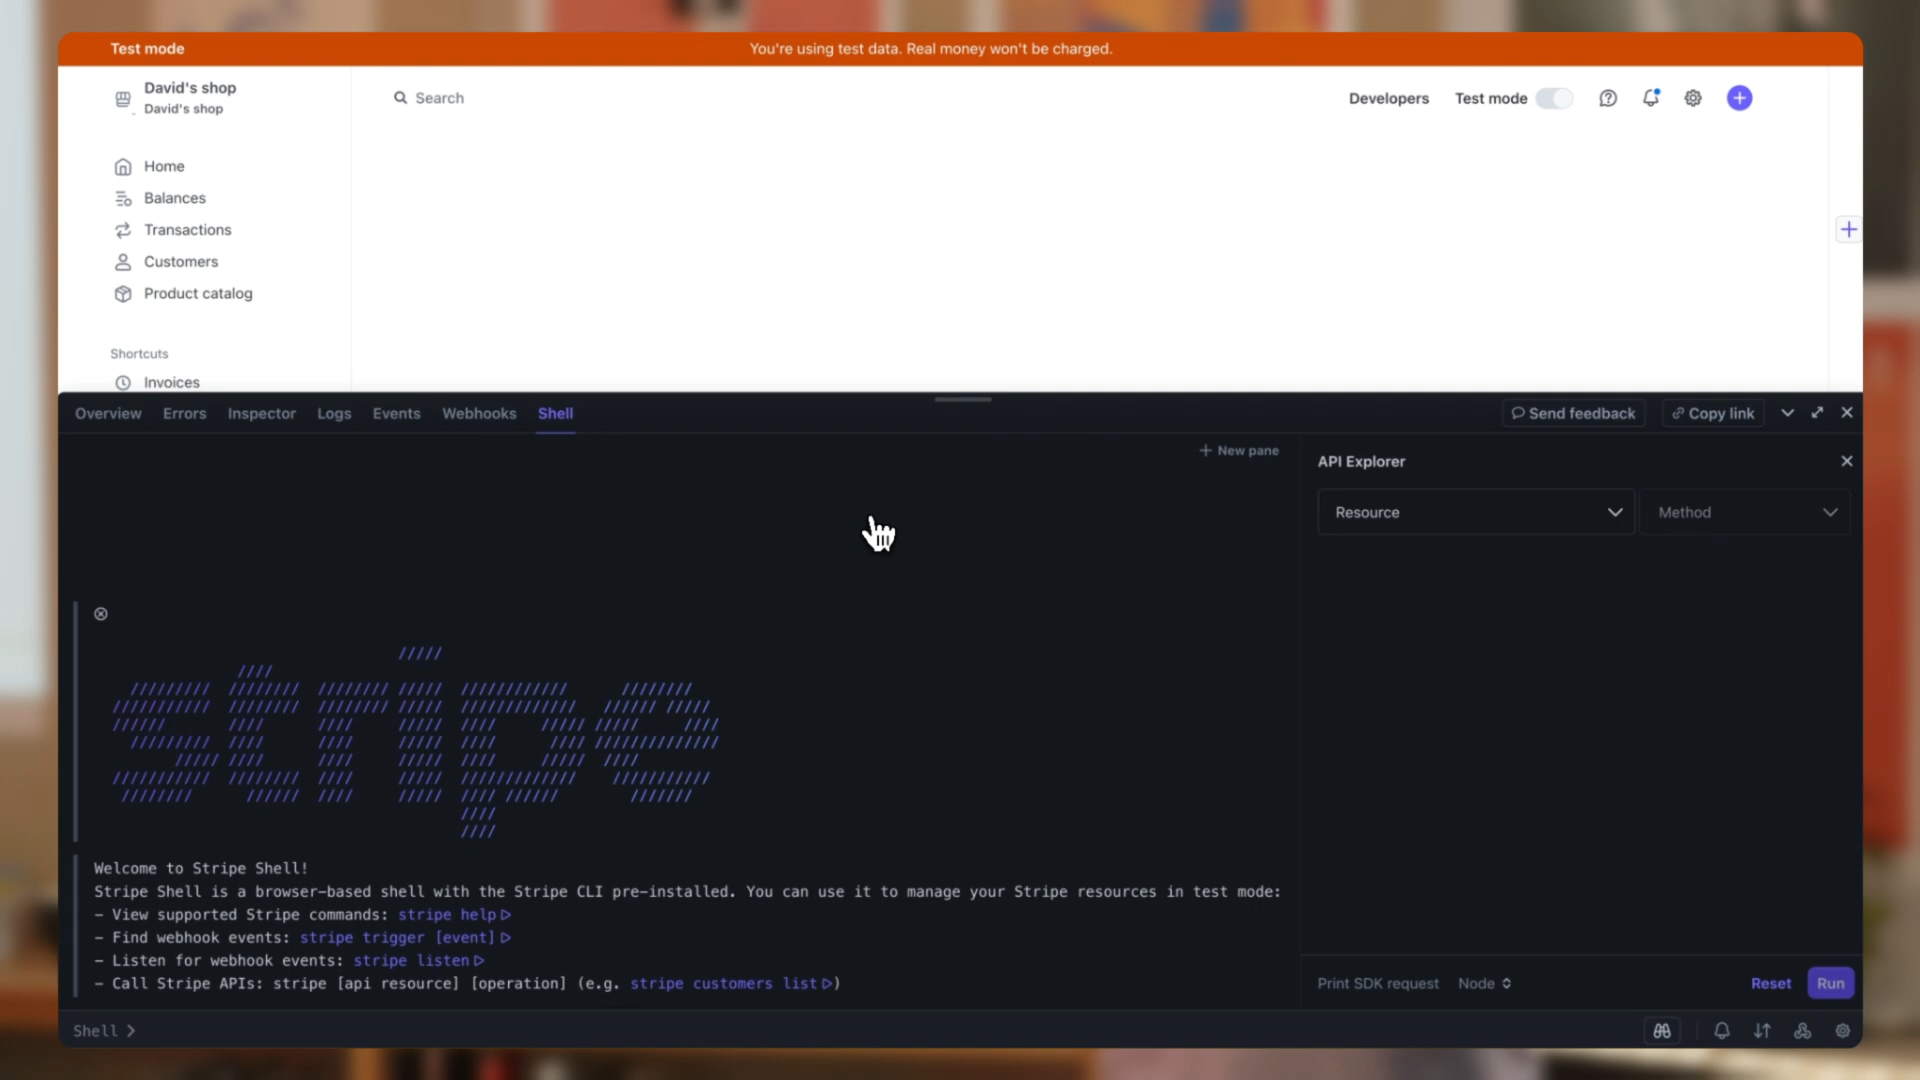 Test mode
You're using test data. Real money won't be charged.
David's shop
David's shop
Search
Developers
Test mode
Home
Balances
Transactions
Customers
Product catalog
Shortcuts
Invoices
Overview
Errors
Inspector
Logs
Events
Webhooks
Shell
Send feedback
Copy link
New pane
API Explorer
Resource
Method
stripe
Welcome to Stripe Shell!
Stripe Shell is a browser-based shell with the Stripe CLI pre-installed. You can use it to manage your Stripe resources in test mode:
- View supported Stripe commands: stripe help
- Find webhook events: stripe trigger [event]
- Listen for webhook events: stripe listen
- Call Stripe APIs: stripe [api resource] [operation] (e.g. stripe customers list)
Print SDK request
Node
Reset
Run
Shell >